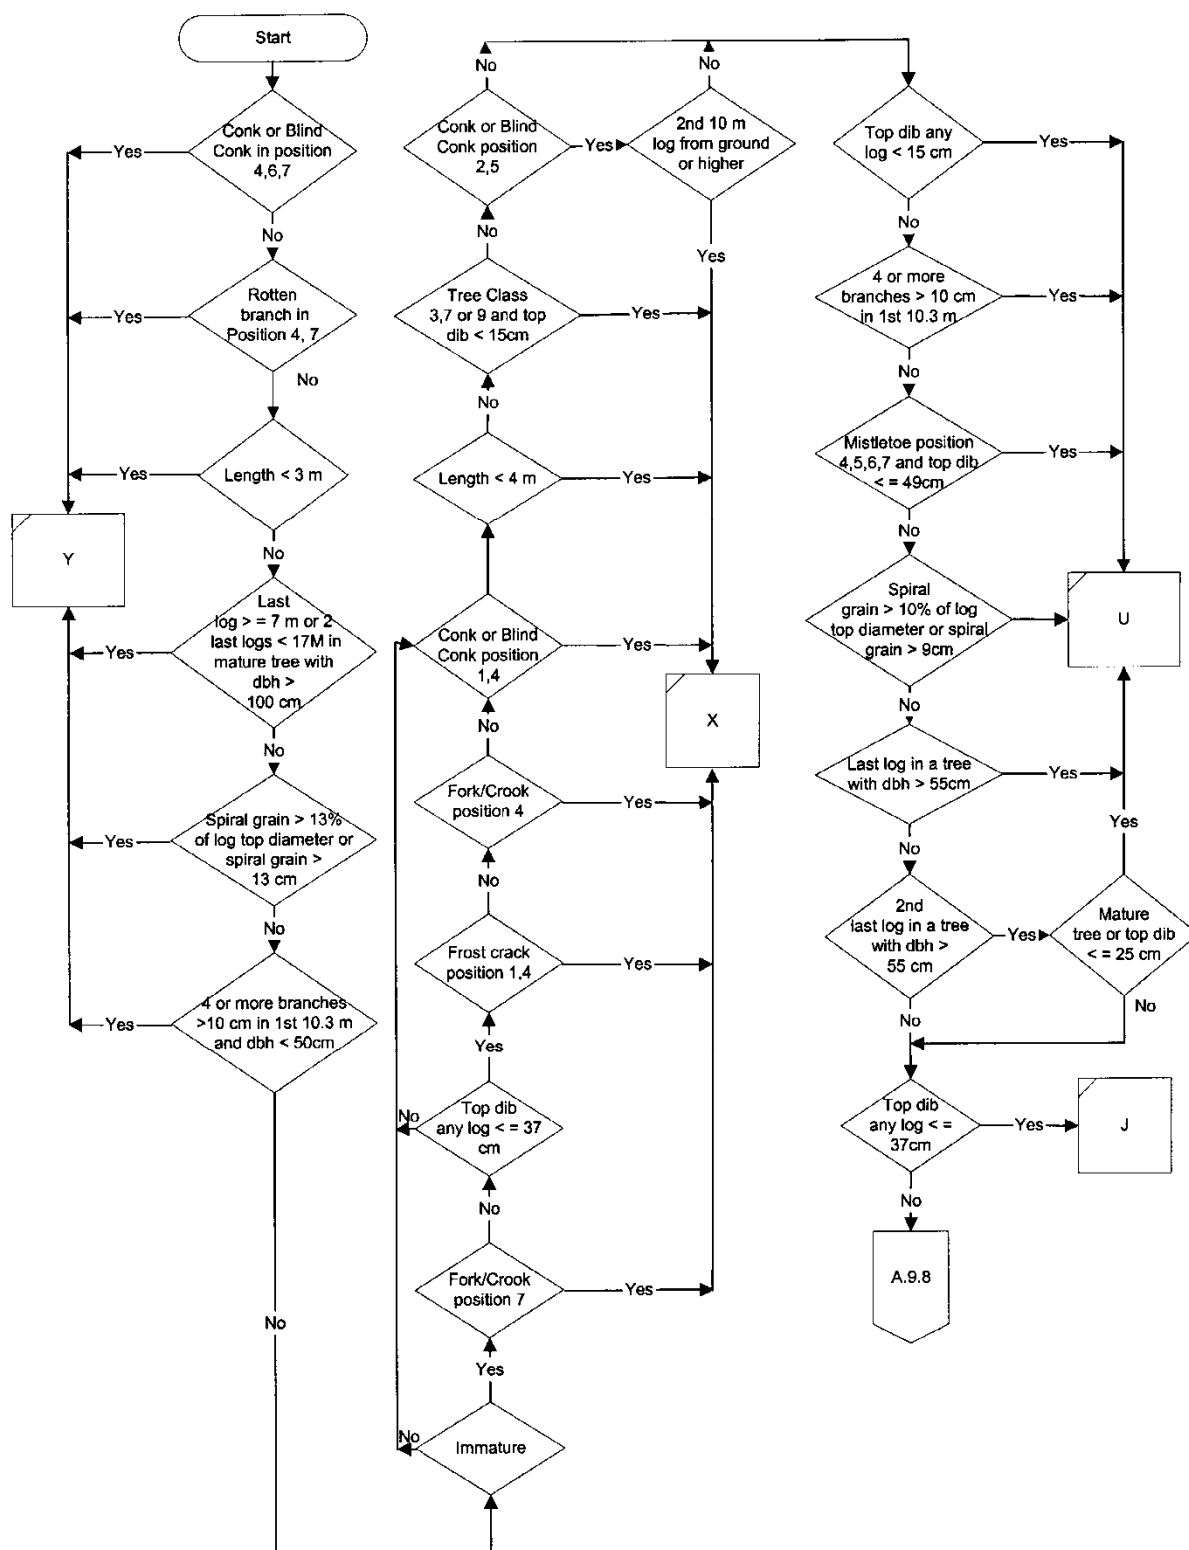 Start
Conk or Blind
Conk in position
4,6,7
Yes
No
Rotten
branch in
Position 4, 7
Yes
No
Length < 3 m
Yes
No
Y
Last
log > = 7 m or 2
last logs < 17M in
mature tree with
dbh >
100 cm
Yes
No
Spiral grain > 13%
of log top diameter or
spiral grain >
13 cm
Yes
No
4 or more branches
>10 cm in 1st 10.3 m
and dbh < 50cm
Yes
No
No
Conk or Blind
Conk position
2,5
Yes
No
2nd 10 m
log from ground
or higher
Yes
No
Tree Class
3,7 or 9 and top
dib < 15cm
Yes
No
Length < 4 m
Yes
Conk or Blind
Conk position
1,4
Yes
X
No
Fork/Crook
position 4
Yes
No
Frost crack
position 1,4
Yes
Yes
No
Top dib
any log < = 37
cm
No
Fork/Crook
position 7
Yes
Yes
No
Immature
Top dib any
log < 15 cm
Yes
No
4 or more
branches > 10 cm
in 1st 10.3 m
Yes
No
Mistletoe position
4,5,6,7 and top dib
< = 49cm
Yes
No
Spiral
grain > 10% of log
top diameter or spiral
grain > 9cm
U
No
Last log in a tree
with dbh > 55cm
Yes
No
Yes
2nd
last log in a tree
with dbh >
55 cm
Yes
Mature
tree or top dib
< = 25 cm
No
No
Top dib
any log < =
37cm
Yes
J
No
A.9.8